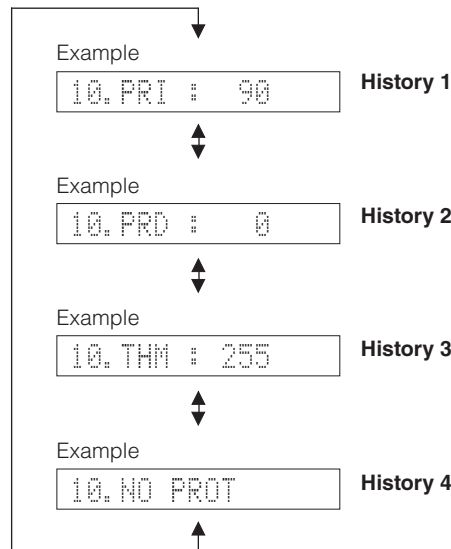 Example
10.PRI : 90 History 1
Example
10.PRD : 0 History 2
Example
10.THM : 255 History 3
Example
10.NO PROT History 4